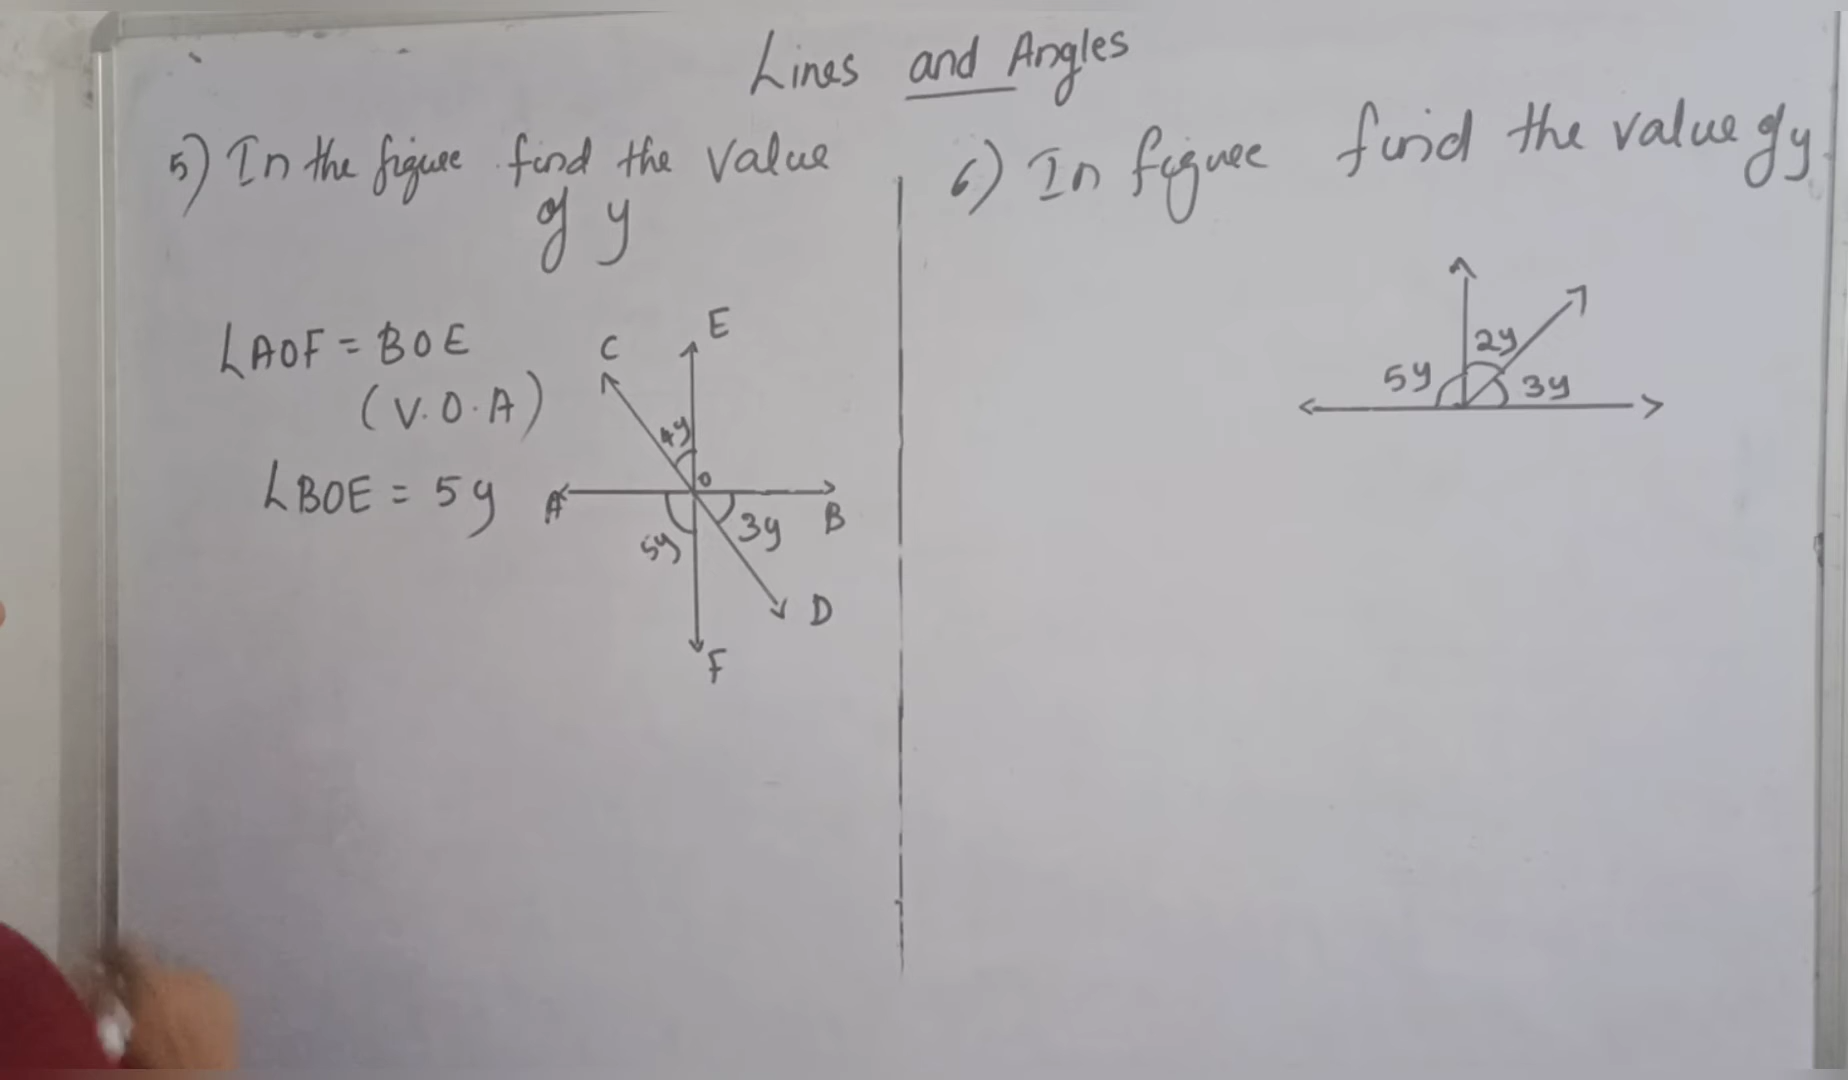 Lines and Angles
5) In the figure find the value
of y
∠AOF = BOE
(V.O.A)
∠BOE = 5y
E
C
4y
O
A
B
5y
3y
D
F
6) In figure find the value of y
2y
5y
3y